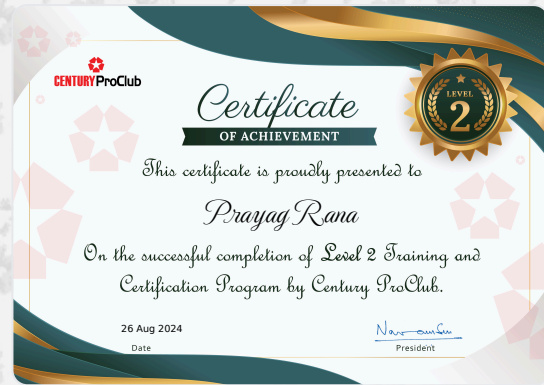 CENTURY ProClub
LEVEL
2
Certificate
OF ACHIEVEMENT
This certificate is proudly presented to
Prayag Rana
On the successful completion of Level 2 Training and
Certification Program by Century ProClub.
26 Aug 2024
Date
President